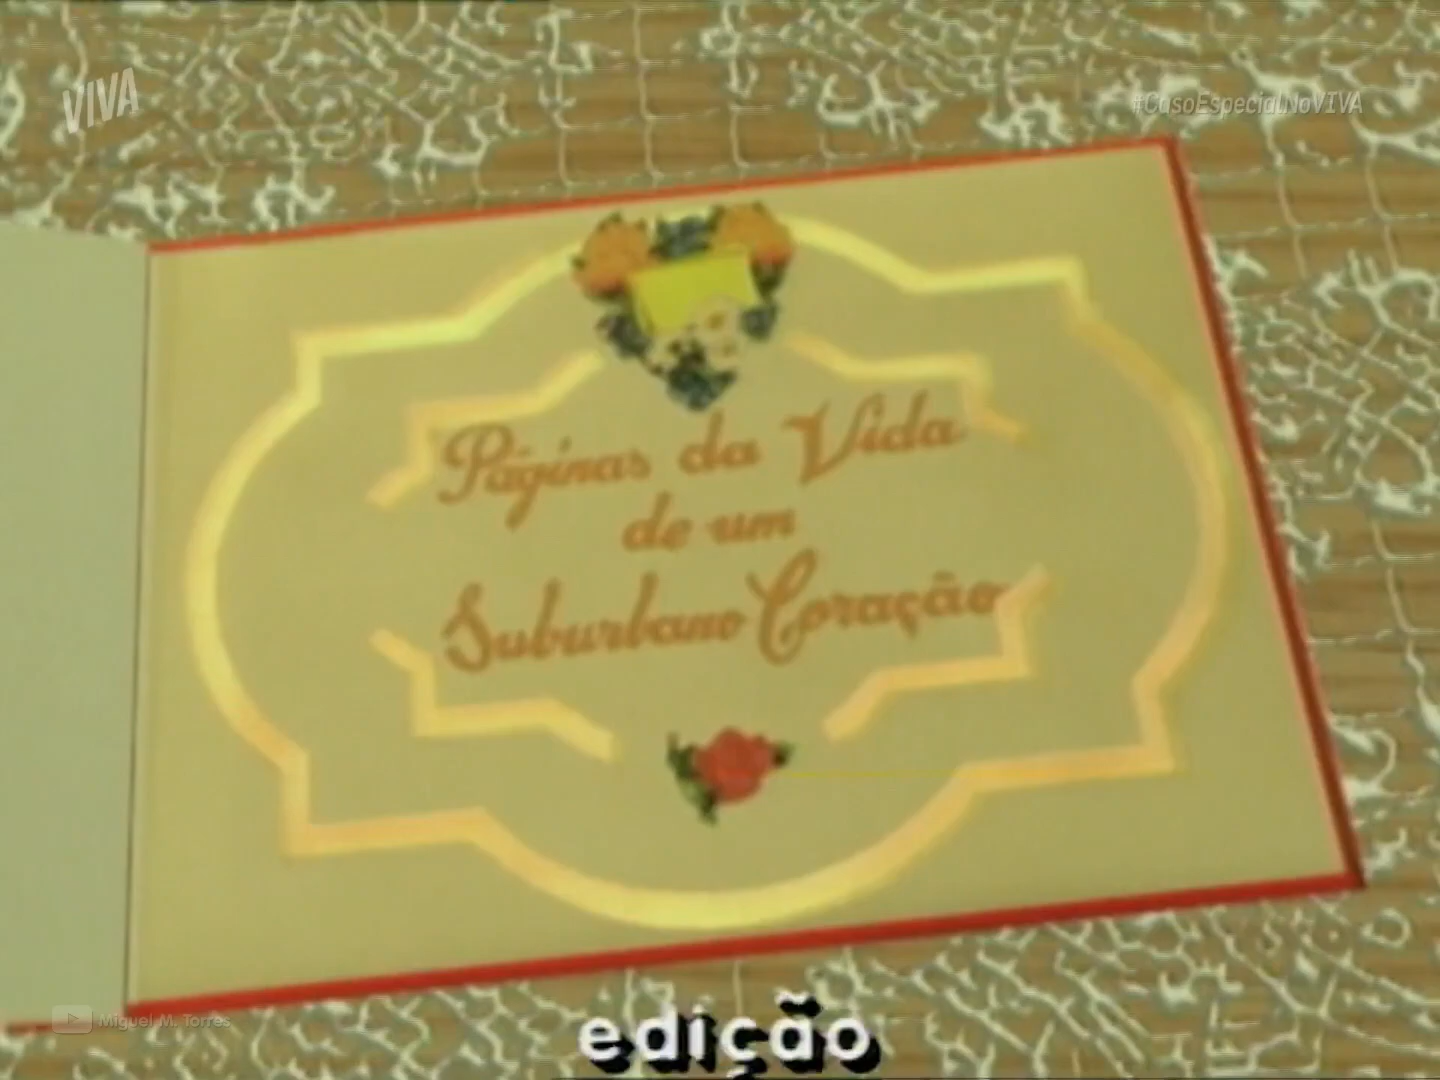 VIVA
#CasoEspecialNoVIVA
Páginas da Vida
de um
Suburbano Coração
Miguel M. Torres
edição